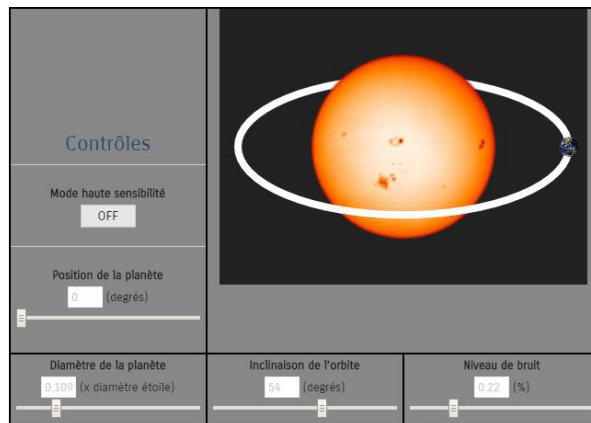 Contrôles
Mode haute sensibilité
OFF
Position de la planète
0 (degrés)
Diamètre de la planète
0.109 (x diamètre étoile)
Inclinaison de l'orbite
54 (degrés)
Niveau de bruit
0.22 (%)